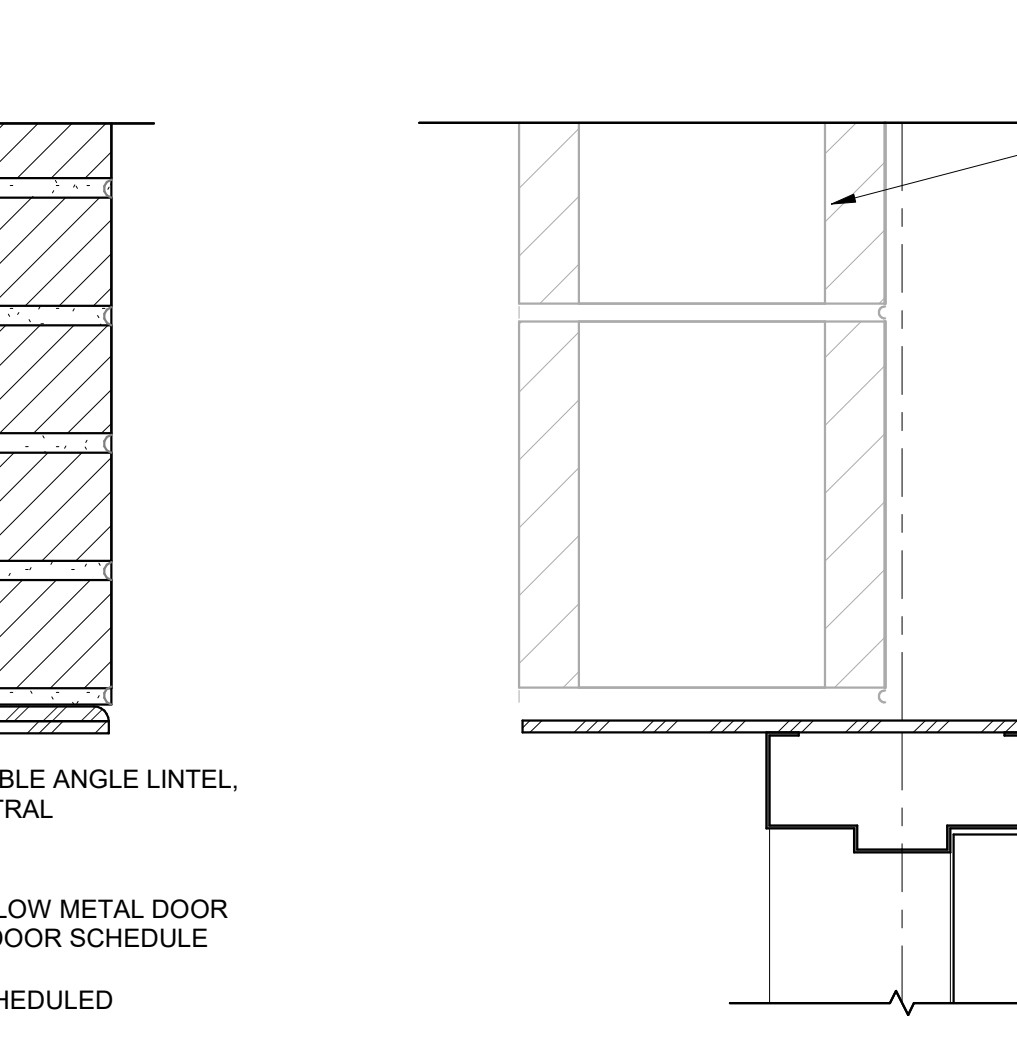 BLE ANGLE LINTEL,
TRAL
LOW METAL DOOR
DOOR SCHEDULE
HEDULED